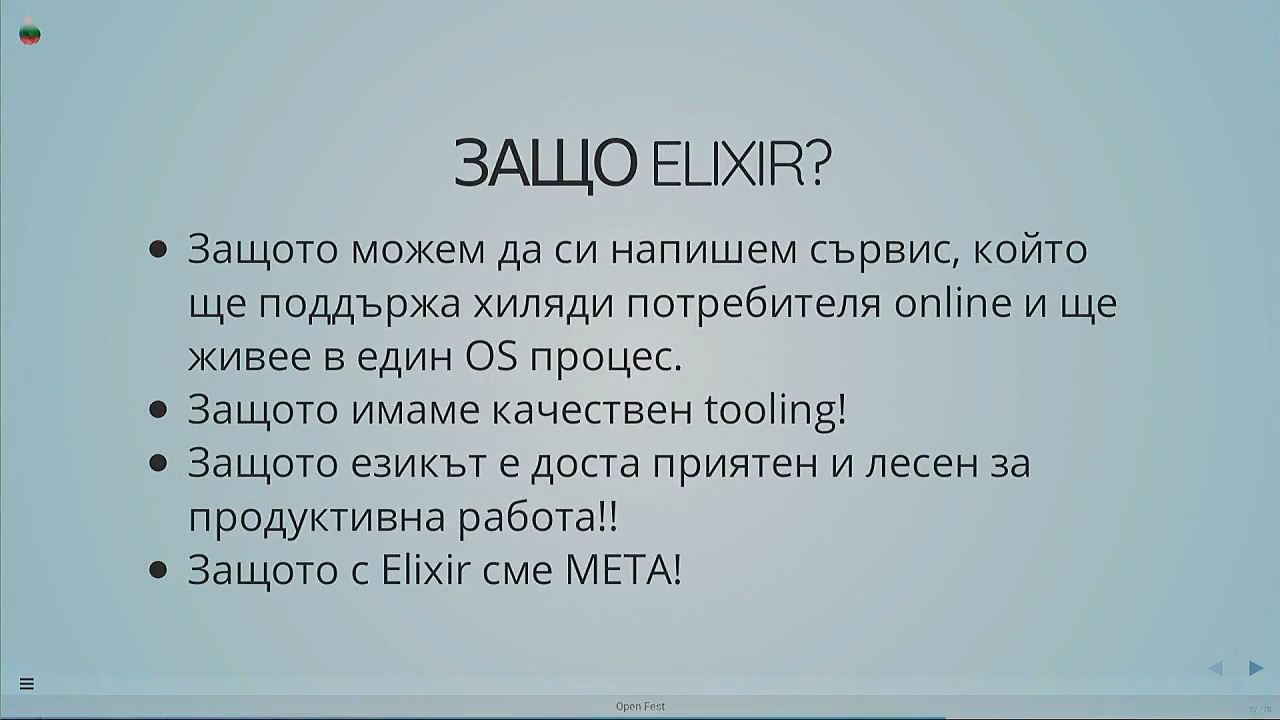 ЗАЩО ELIXIR?
Защото можем да си напишем сървис, който
ще поддържа хиляди потребителя online и ще
живее в един OS процес.
Защото имаме качествен tooling!
Защото езикът е доста приятен и лесен за
продуктивна работа!!
Защото с Elixir сме МЕТА!
Open Fest